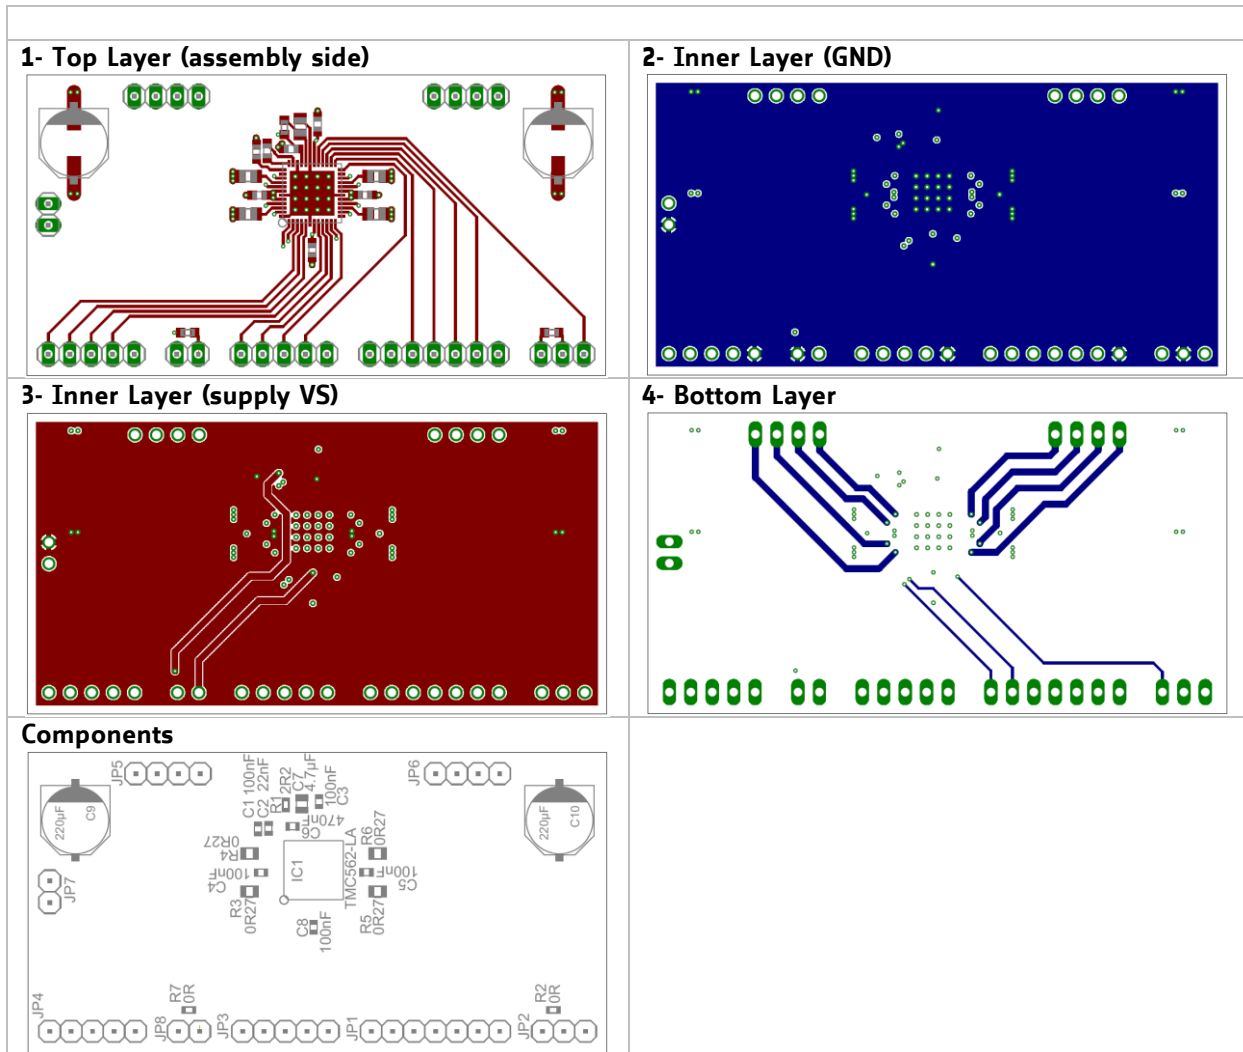 1- Top Layer (assembly side)
2- Inner Layer (GND)
3- Inner Layer (supply VS)
4- Bottom Layer
Components
JP5
C1 100nF
C2 22nF
R1 2R2
C7 4.7µF
100nF C3
JP6
220µF C9
220µF C10
470nF C6
R4 0R27
R6 0R27
JP7
100nF C4
IC1
TMC562-LA
100nF C5
R3 0R27
C8 100nF
R5 0R27
JP4
R7 0R
JP8
JP3
JP1
R2 0R
JP2